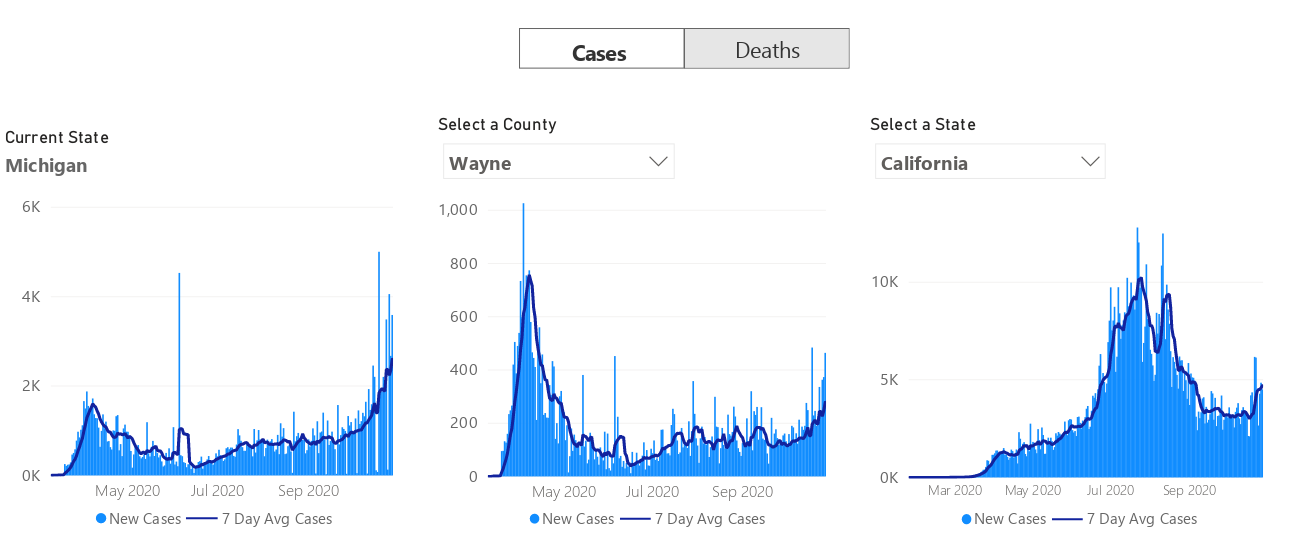 Cases
Deaths
Current State
Michigan
6K
4K
2K
0K
May 2020
Jul 2020
Sep 2020
New Cases
7 Day Avg Cases
Select a County
Wayne
1,000
800
600
400
200
0
May 2020
Jul 2020
Sep 2020
New Cases
7 Day Avg Cases
Select a State
California
10K
5K
0K
Mar 2020
May 2020
Jul 2020
Sep 2020
New Cases
7 Day Avg Cases